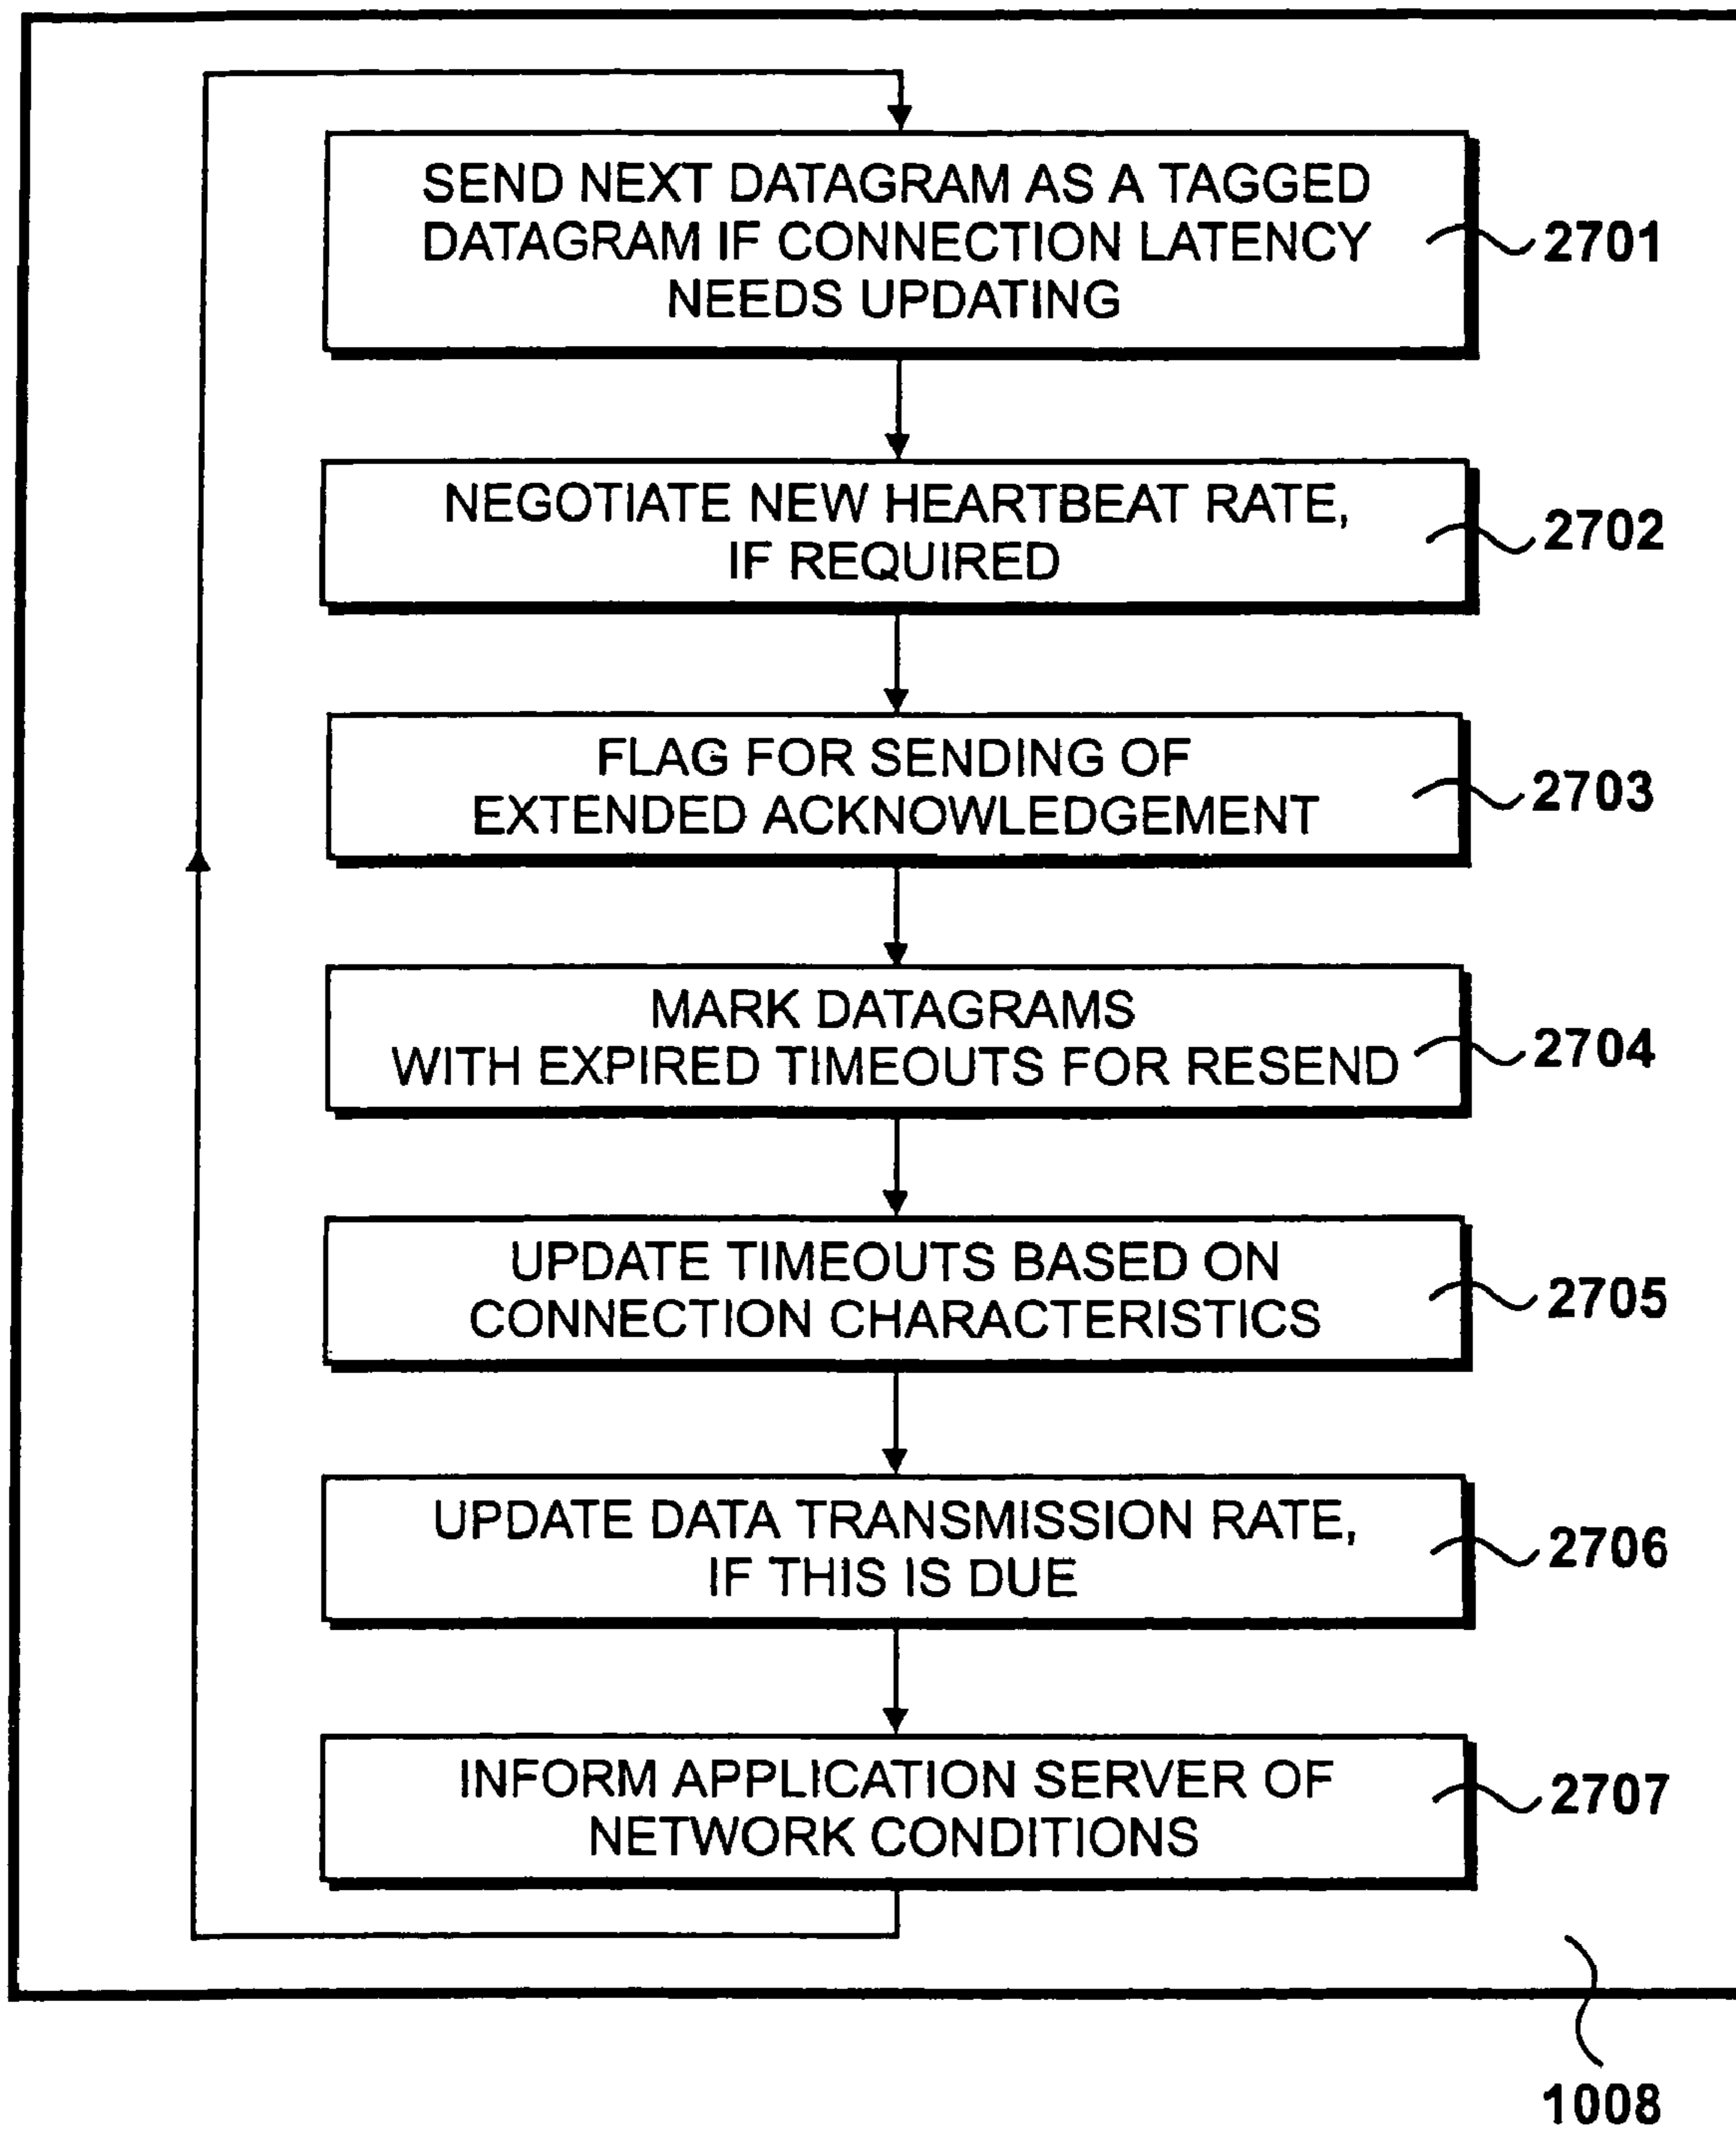 SEND NEXT DATAGRAM AS A TAGGED
DATAGRAM IF CONNECTION LATENCY
NEEDS UPDATING
2701
NEGOTIATE NEW HEARTBEAT RATE,
IF REQUIRED
2702
FLAG FOR SENDING OF
EXTENDED ACKNOWLEDGEMENT
2703
MARK DATAGRAMS
WITH EXPIRED TIMEOUTS FOR RESEND
2704
UPDATE TIMEOUTS BASED ON
CONNECTION CHARACTERISTICS
2705
UPDATE DATA TRANSMISSION RATE,
IF THIS IS DUE
2706
INFORM APPLICATION SERVER OF
NETWORK CONDITIONS
2707
1008